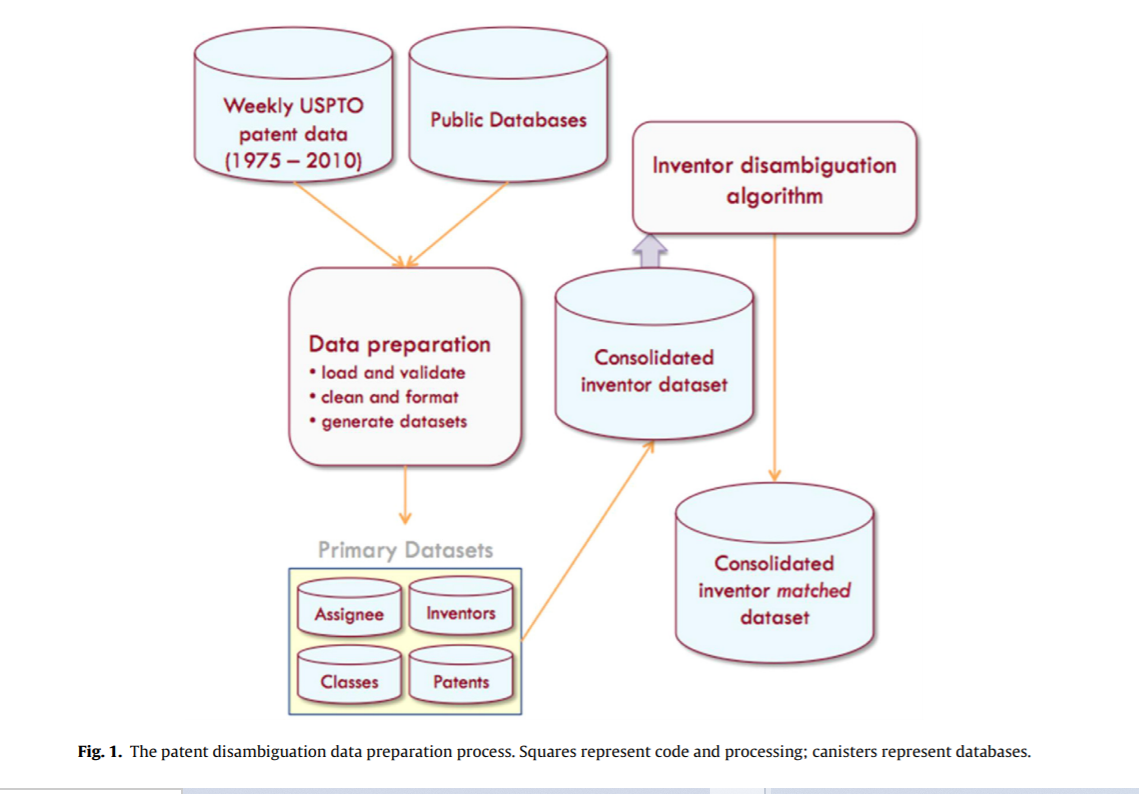 Weekly USPTO
patent data
(1975 – 2010)
Public Databases
Inventor disambiguation
algorithm
Data preparation
• load and validate
• clean and format
• generate datasets
Consolidated
inventor dataset
Primary Datasets
Assignee
Inventors
Classes
Patents
Consolidated
inventor matched
dataset
Fig. 1. The patent disambiguation data preparation process. Squares represent code and processing; canisters represent databases.